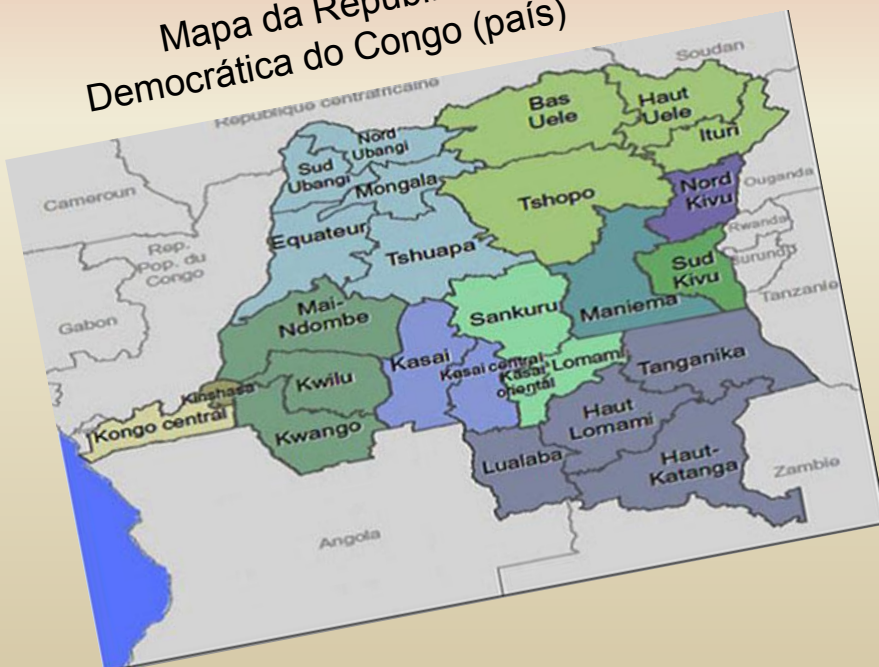 Mapa da Repúbli
Democrática do Congo (país)
Soudan
République centrafricaine
Bas
Uele
Haut
Uele
Ituri
Nord
Ubangi
Sud
Ubangi
Mongala
Cameroun
Tshopo
Nord
Kivu
Ouganda
Equateur
Tshuapa
Rwanda
Rep.
Pop. du
Congo
Sud
Kivu
Burundi
Maniema
Tanzanie
Gabon
Mai-
Ndombe
Sankuru
Kasai
Kasai central
Kasai
oriental
Lomami
Tanganika
Kinshasa
Kwilu
Kongo central
Kwango
Haut
Lomami
Lualaba
Haut-
Katanga
Zambie
Angola